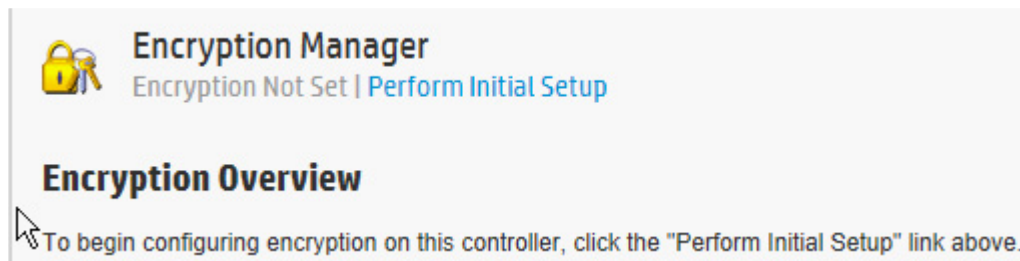 Encryption Manager
Encryption Not Set | Perform Initial Setup
Encryption Overview
To begin configuring encryption on this controller, click the "Perform Initial Setup" link above.